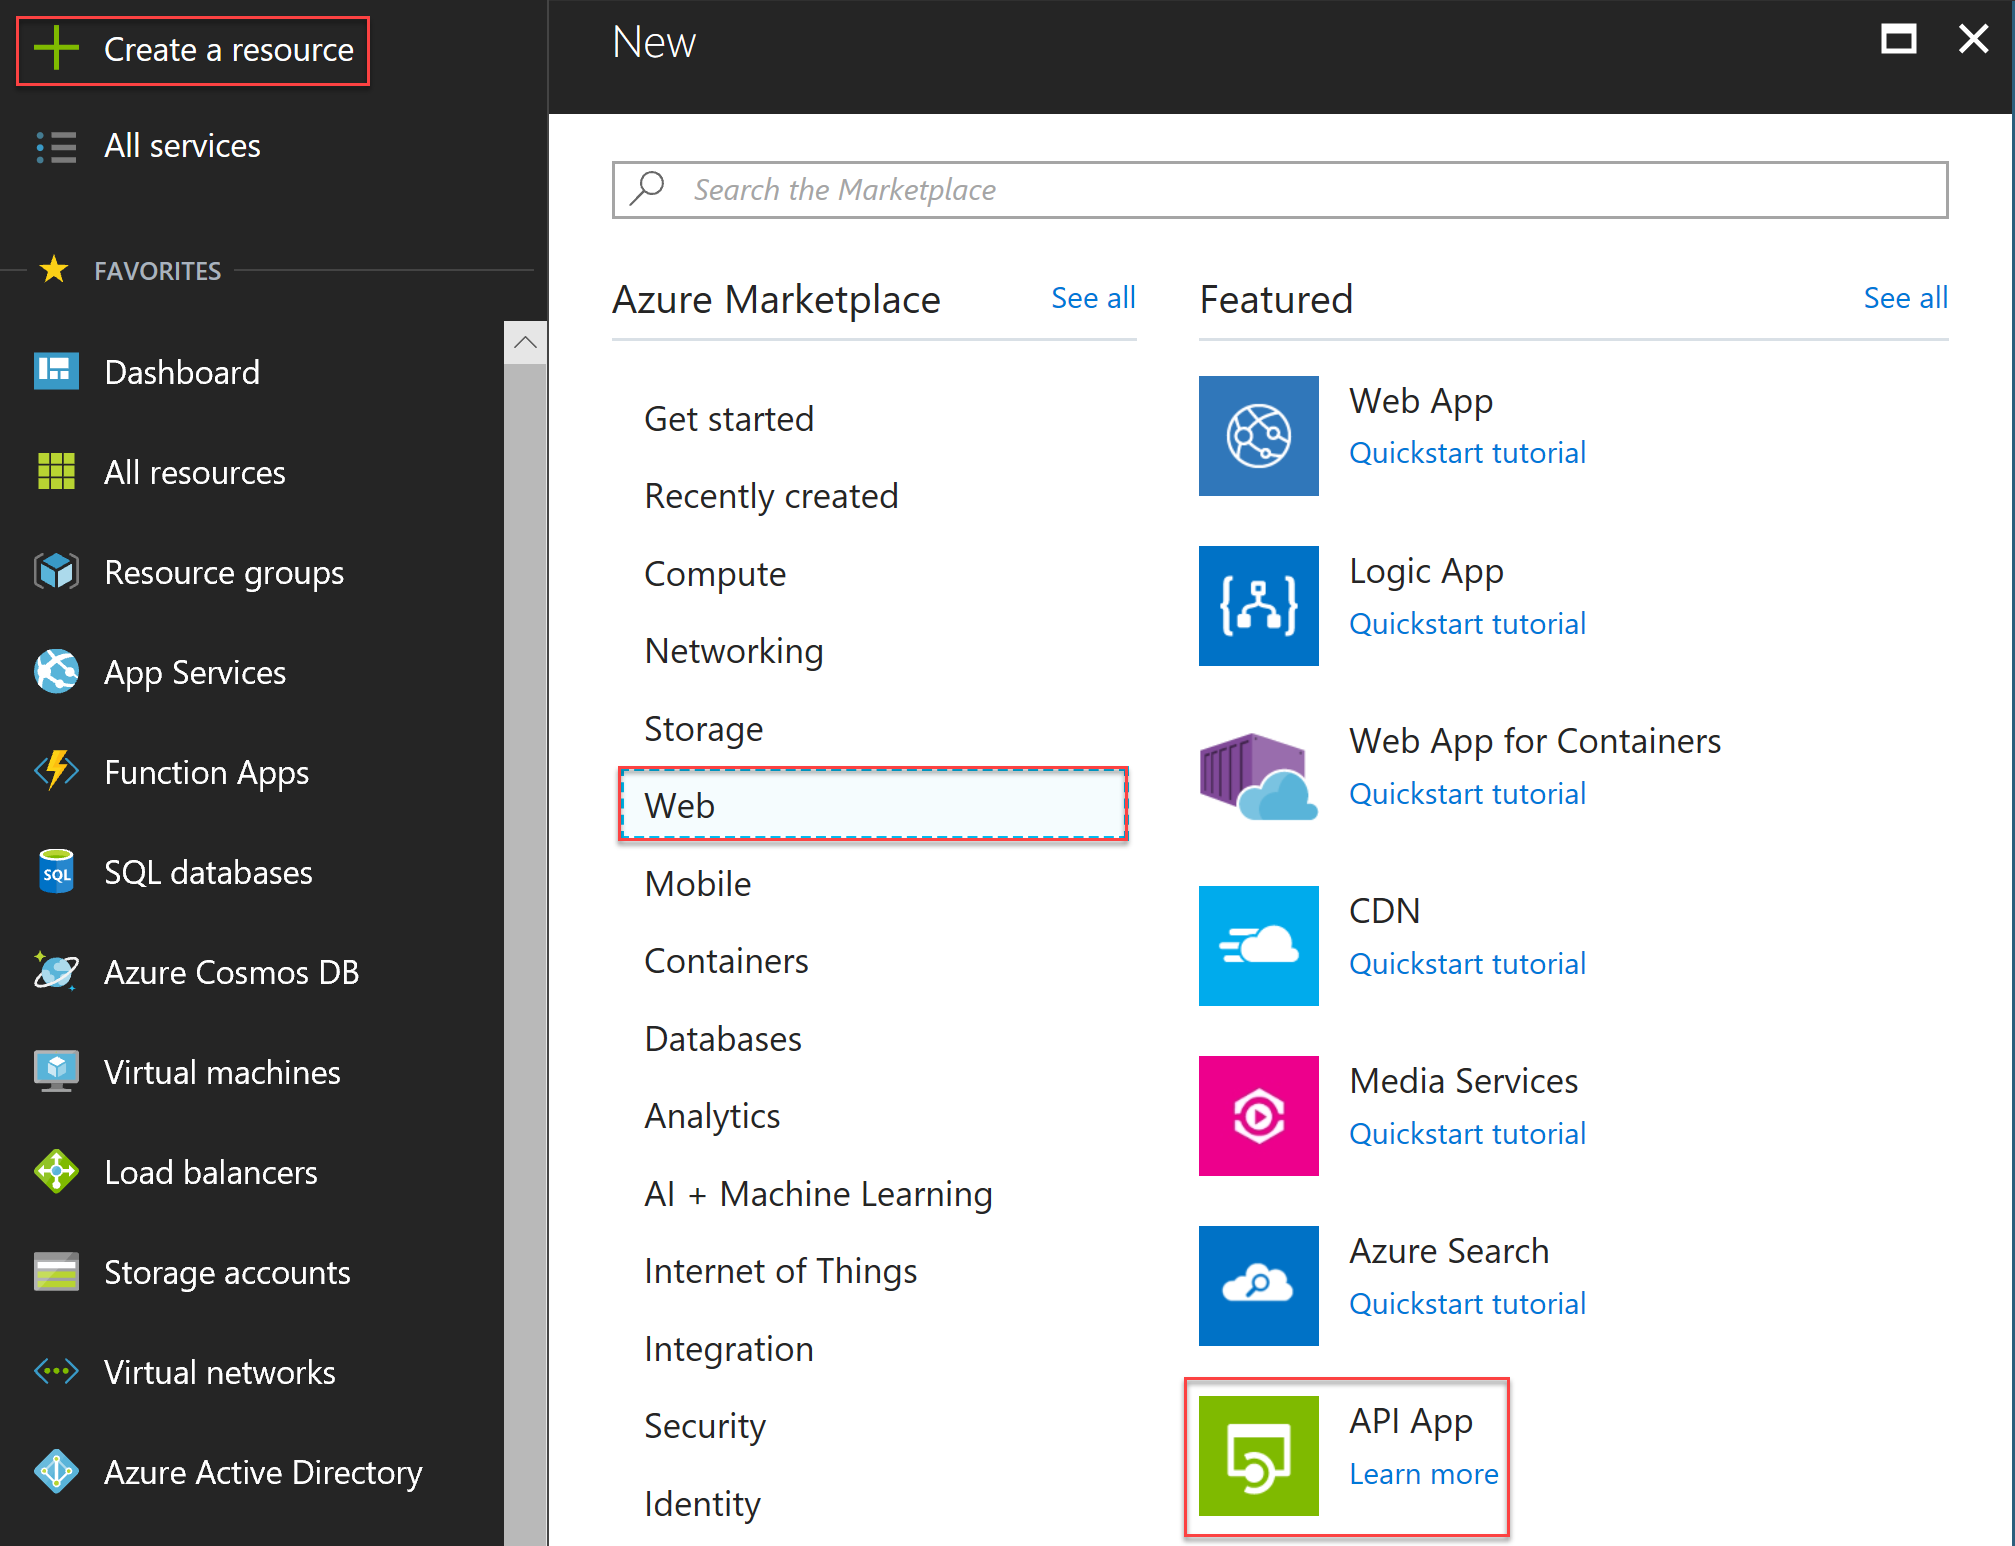 Create a resource
All services
FAVORITES
Dashboard
All resources
Resource groups
App Services
Function Apps
SQL
SQL databases
Azure Cosmos DB
Virtual machines
Load balancers
Storage accounts
Virtual networks
Azure Active Directory
New
Search the Marketplace
Azure Marketplace
See all
Get started
Recently created
Compute
Networking
Storage
Web
Mobile
Containers
Databases
Analytics
AI + Machine Learning
Internet of Things
Integration
Security
Identity
Featured
See all
Web App
Quickstart tutorial
Logic App
Quickstart tutorial
Web App for Containers
Quickstart tutorial
CDN
Quickstart tutorial
Media Services
Quickstart tutorial
Azure Search
Quickstart tutorial
API App
Learn more